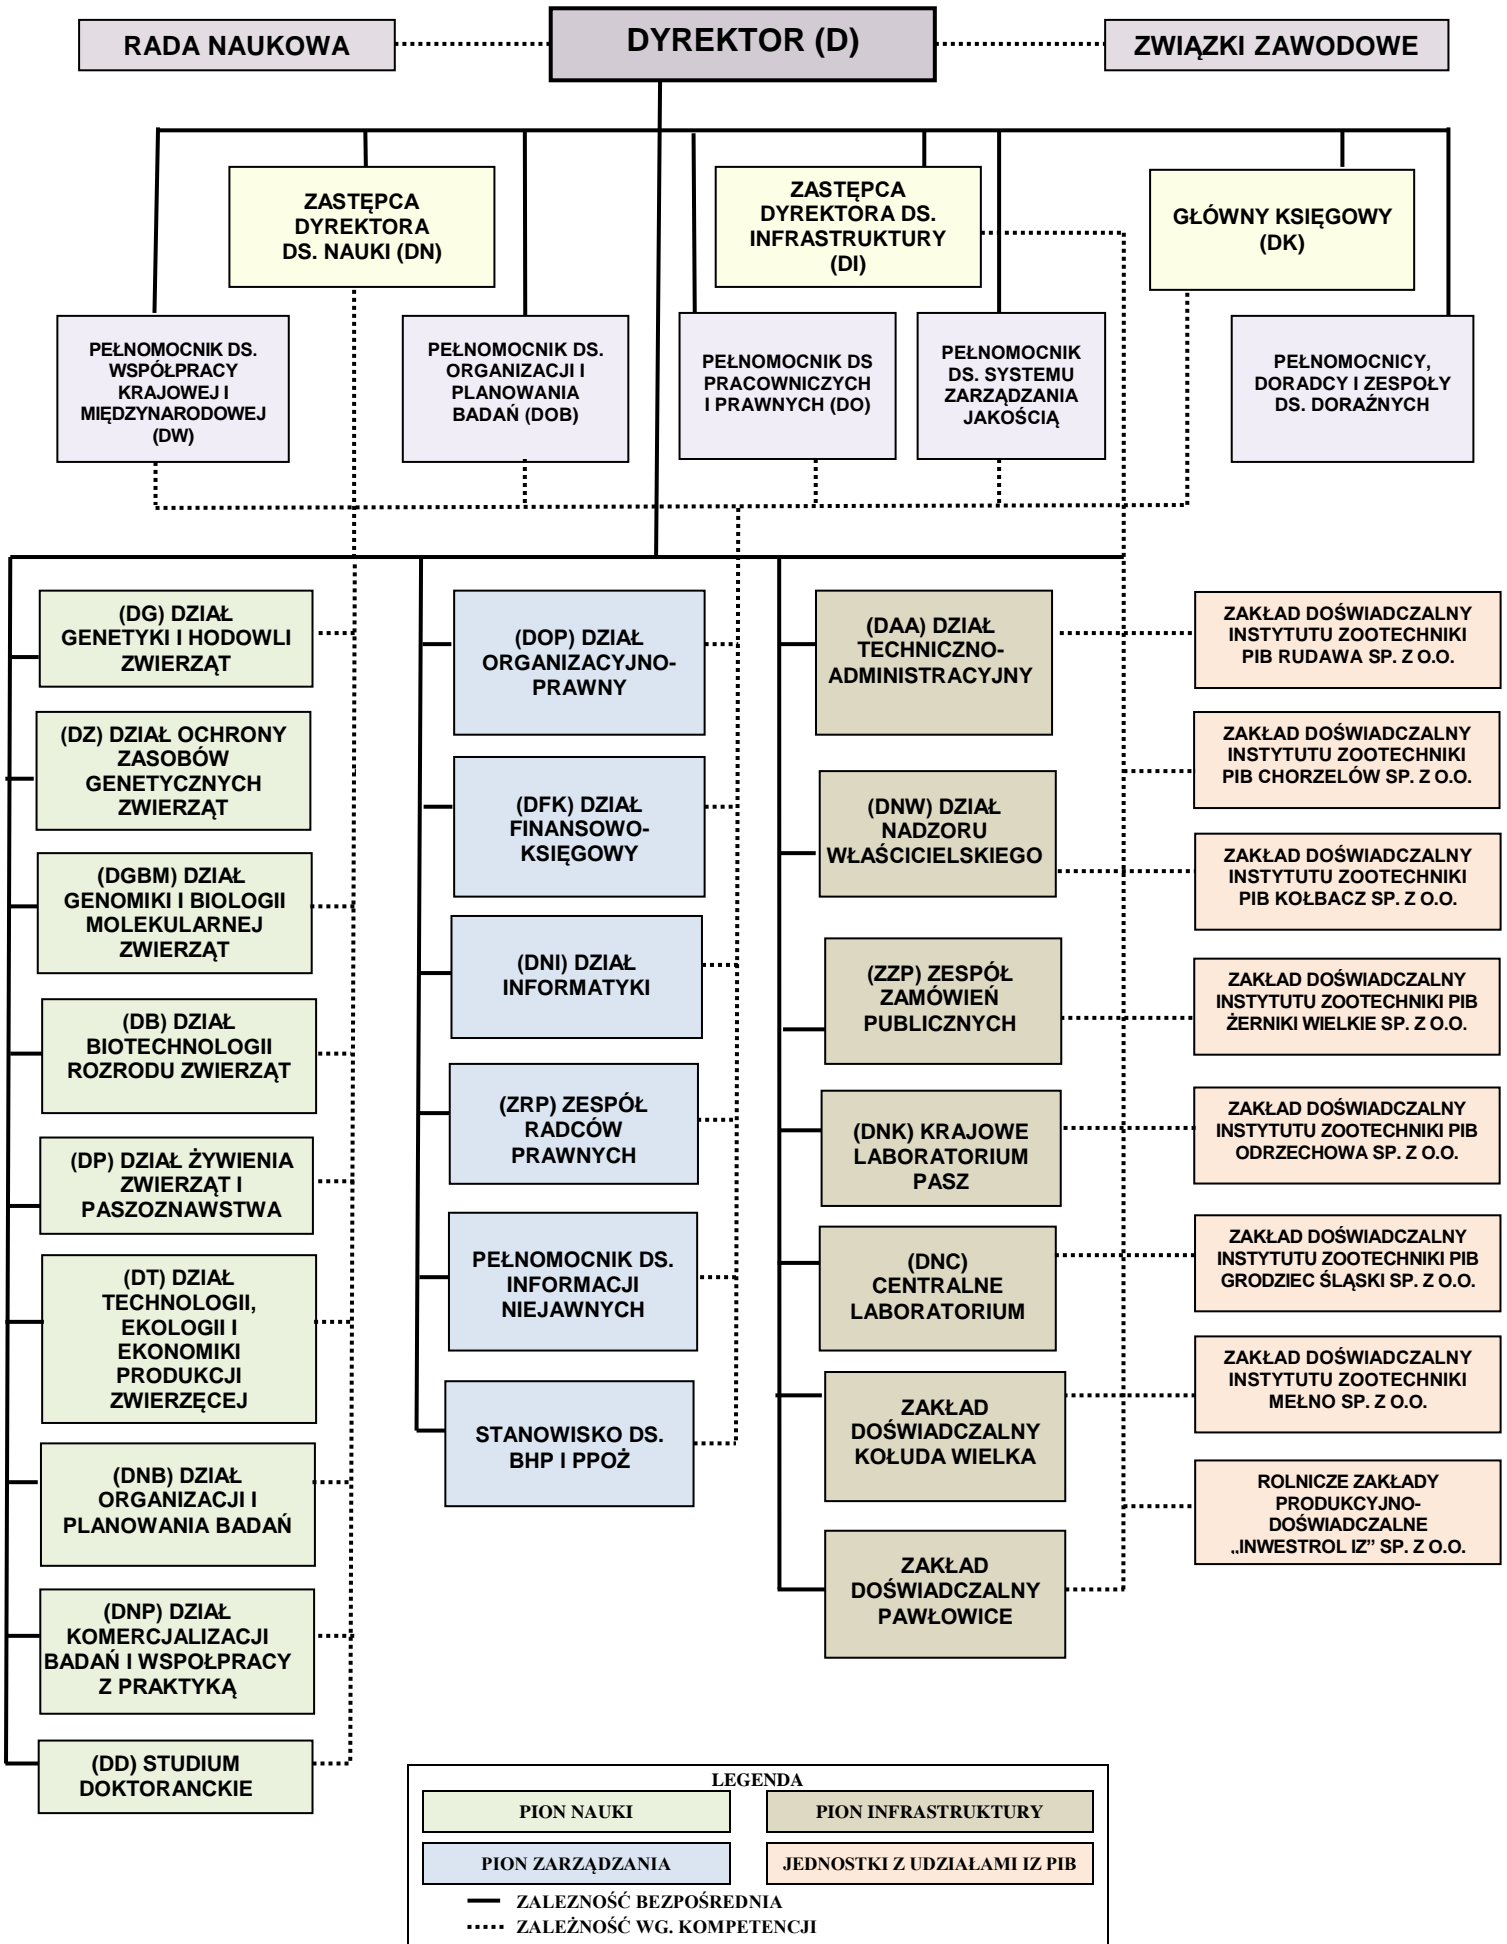 RADA NAUKOWA
DYREKTOR (D)
ZWIĄZKI ZAWODOWE
ZASTĘPCA
DYREKTORA
DS. NAUKI (DN)
ZASTĘPCA
DYREKTORA DS.
INFRASTRUKTURY
(DI)
GŁÓWNY KSIĘGOWY
(DK)
PEŁNOMOCNIK DS.
WSPÓŁPRACY
KRAJOWEJ I
MIĘDZYNARODOWEJ
(DW)
PEŁNOMOCNIK DS.
ORGANIZACJI I
PLANOWANIA
BADAŃ (DOB)
PEŁNOMOCNIK DS
PRACOWNICZYCH
I PRAWNYCH (DO)
PEŁNOMOCNIK
DS. SYSTEMU
ZARZĄDZANIA
JAKOŚCIĄ
PEŁNOMOCNICY,
DORADCY I ZESPOŁY
DS. DORAŹNYCH
(DG) DZIAŁ
GENETYKI I HODOWLI
ZWIERZĄT
(DZ) DZIAŁ OCHRONY
ZASOBÓW
GENETYCZNYCH
ZWIERZĄT
(DGBM) DZIAŁ
GENOMIKI I BIOLOGII
MOLEKULARNEJ
ZWIERZĄT
(DB) DZIAŁ
BIOTECHNOLOGII
ROZRODU ZWIERZĄT
(DP) DZIAŁ ŻYWIENIA
ZWIERZĄT I
PASZOZNAWSTWA
(DT) DZIAŁ
TECHNOLOGII,
EKOLOGII I
EKONOMIKI
PRODUKCJI
ZWIERZĘCEJ
(DNB) DZIAŁ
ORGANIZACJI I
PLANOWANIA BADAŃ
(DNP) DZIAŁ
KOMERCJALIZACJI
BADAŃ I WSPOŁPRACY
Z PRAKTYKĄ
(DD) STUDIUM
DOKTORANCKIE
(DOP) DZIAŁ
ORGANIZACYJNO-
PRAWNY
(DFK) DZIAŁ
FINANSOWO-
KSIĘGOWY
(DNI) DZIAŁ
INFORMATYKI
(ZRP) ZESPÓŁ
RADCÓW
PRAWNYCH
PEŁNOMOCNIK DS.
INFORMACJI
NIEJAWNYCH
STANOWISKO DS.
BHP I PPOŻ
(DAA) DZIAŁ
TECHNICZNO-
ADMINISTRACYJNY
(DNW) DZIAŁ
NADZORU
WŁAŚCICIELSKIEGO
(ZZP) ZESPÓŁ
ZAMÓWIEŃ
PUBLICZNYCH
(DNK) KRAJOWE
LABORATORIUM
PASZ
(DNC)
CENTRALNE
LABORATORIUM
ZAKŁAD
DOŚWIADCZALNY
KOŁUDA WIELKA
ZAKŁAD
DOŚWIADCZALNY
PAWŁOWICE
ZAKŁAD DOŚWIADCZALNY
INSTYTUTU ZOOTECHNIKI
PIB RUDAWA SP. Z O.O.
ZAKŁAD DOŚWIADCZALNY
INSTYTUTU ZOOTECHNIKI
PIB CHORZELÓW SP. Z O.O.
ZAKŁAD DOŚWIADCZALNY
INSTYTUTU ZOOTECHNIKI
PIB KOŁBACZ SP. Z O.O.
ZAKŁAD DOŚWIADCZALNY
INSTYTUTU ZOOTECHNIKI PIB
ŻERNIKI WIELKIE SP. Z O.O.
ZAKŁAD DOŚWIADCZALNY
INSTYTUTU ZOOTECHNIKI PIB
ODRZECHOWA SP. Z O.O.
ZAKŁAD DOŚWIADCZALNY
INSTYTUTU ZOOTECHNIKI PIB
GRODZIEC ŚLĄSKI SP. Z O.O.
ZAKŁAD DOŚWIADCZALNY
INSTYTUTU ZOOTECHNIKI
MEŁNO SP. Z O.O.
ROLNICZE ZAKŁADY
PRODUKCYJNO-
DOŚWIADCZALNE
„INWESTROL IZ” SP. Z O.O.
LEGENDA
PION NAUKI
PION INFRASTRUKTURY
PION ZARZĄDZANIA
JEDNOSTKI Z UDZIAŁAMI IZ PIB
ZALEZNOŚĆ BEZPOŚREDNIA
ZALEŻNOŚĆ WG. KOMPETENCJI